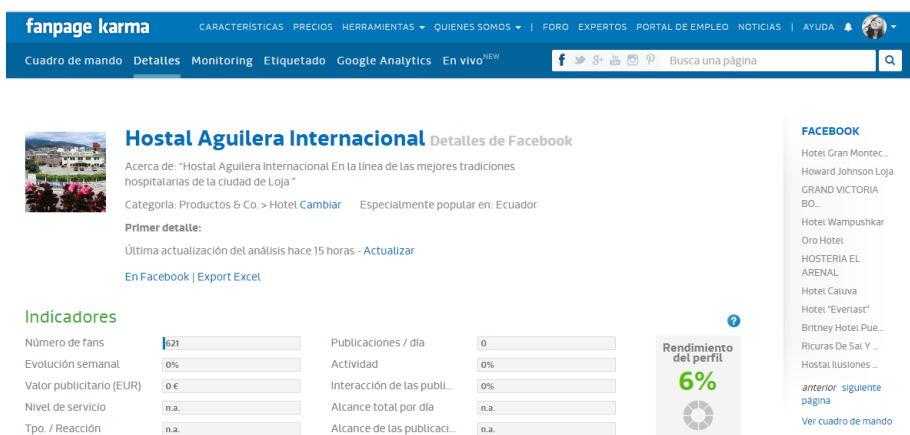 fanpage karma
CARACTERÍSTICAS PRECIOS HERRAMIENTAS QUIENES SOMOS | FORO EXPERTOS PORTAL DE EMPLEO NOTICIAS | AYUDA
Cuadro de mando Detalles Monitoring Etiquetado Google Analytics En vivo NEW
Busca una página
Hostal Aguilera Internacional Detalles de Facebook
Acerca de: "Hostal Aguilera Internacional En la línea de las mejores tradiciones
hospitalarias de la ciudad de Loja "
Categoría: Productos & Co. > Hotel Cambiar Especialmente popular en: Ecuador
Primer detalle:
Última actualización del análisis hace 15 horas - Actualizar
En Facebook | Export Excel
Indicadores
Número de fans 621
Evolución semanal 0%
Valor publicitario (EUR) 0 €
Nivel de servicio n.a.
Tpo. / Reacción n.a.
Publicaciones / día 0
Actividad 0%
Interacción de las publi... 0%
Alcance total por día n.a.
Alcance de las publicaci... n.a.
Rendimiento
del perfil
6%
FACEBOOK
Hotel Gran Montec...
Howard Johnson Loja
GRAND VICTORIA
BO...
Hotel Wampushkar
Oro Hotel
HOSTERIA EL
ARENAL
Hotel Caluva
Hotel "Everlast"
Britney Hotel Pue...
Ricuras De Sal Y ...
Hostal Ilusiones ...
anterior siguiente
página
Ver cuadro de mando